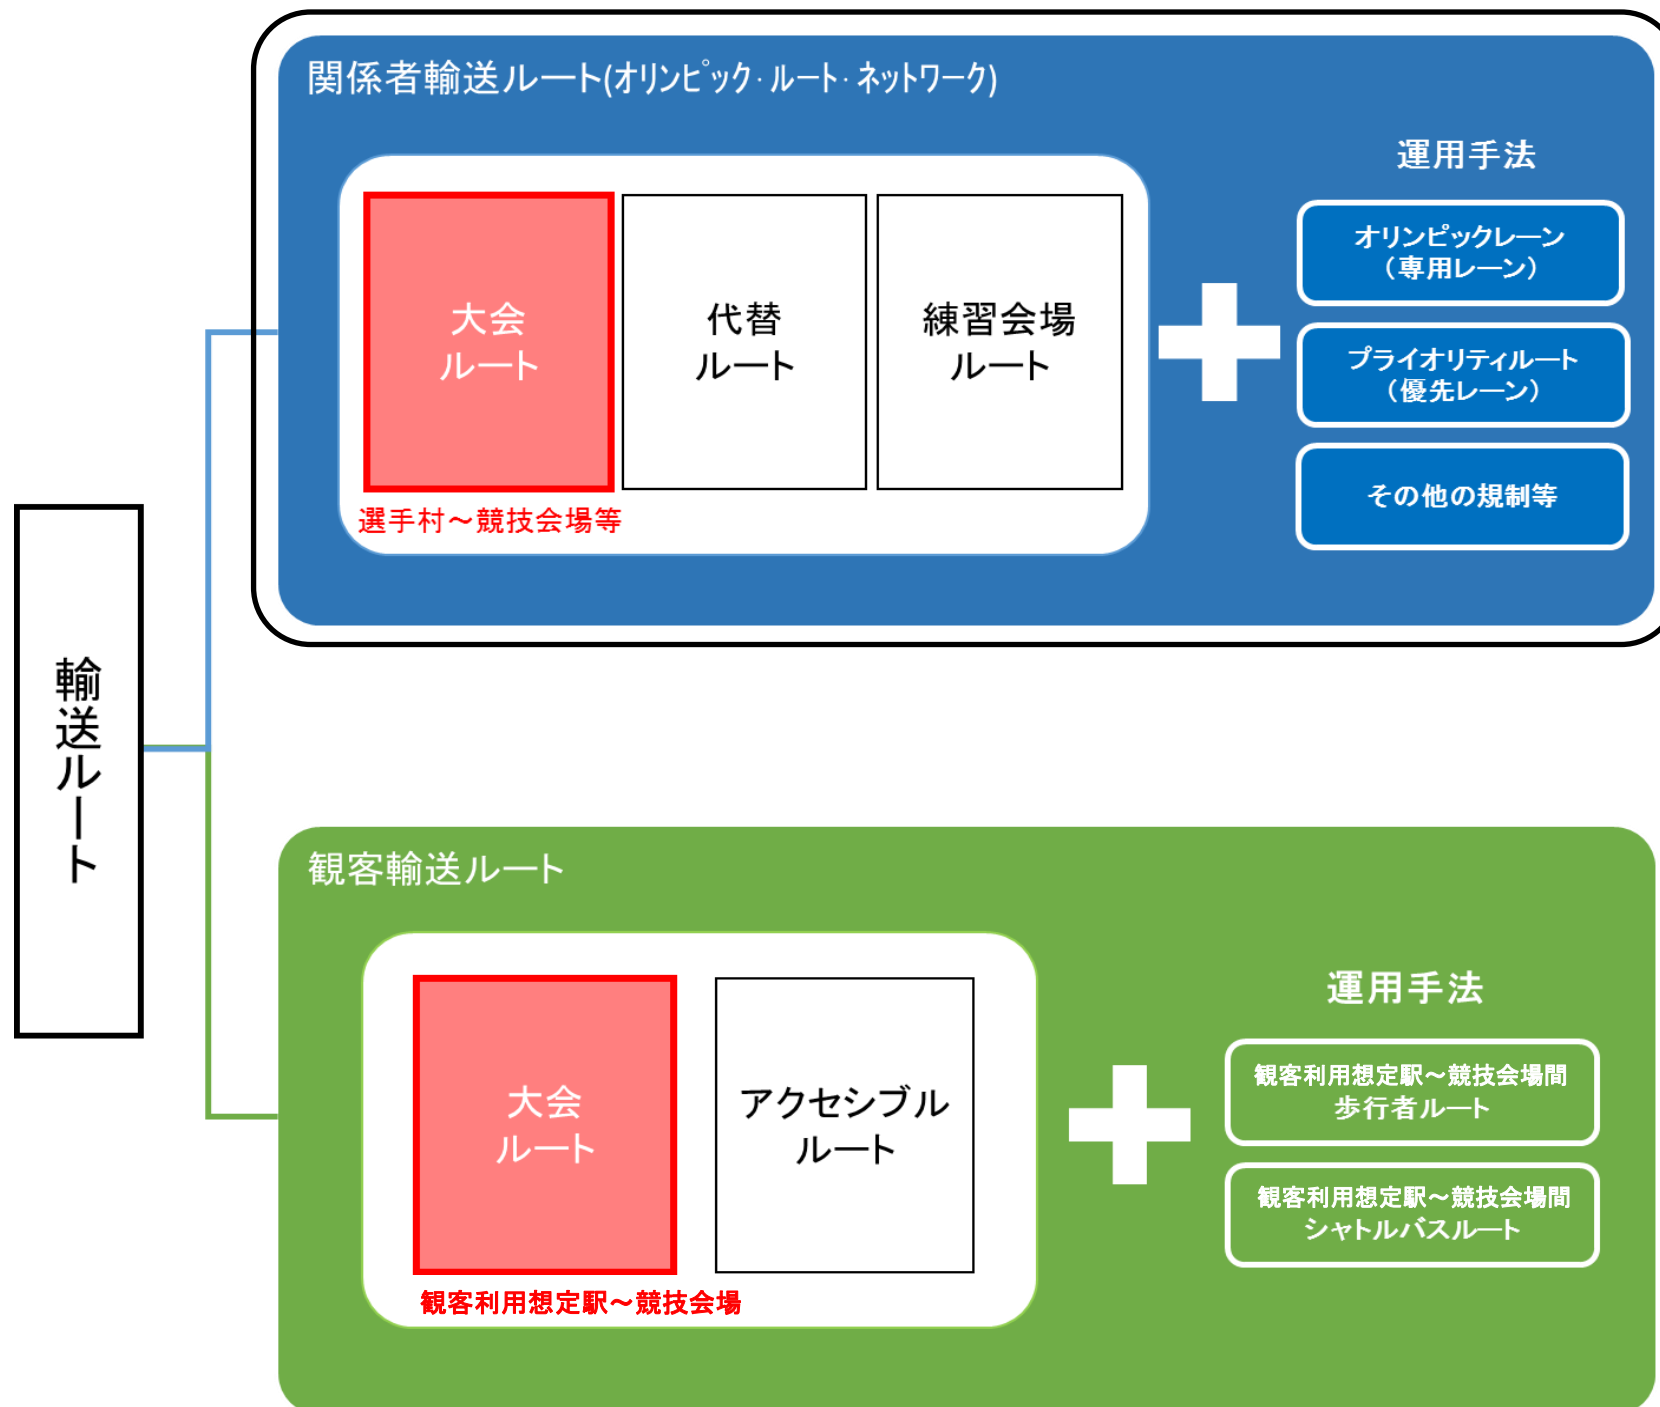 輸送ルート
関係者輸送ルート(オリンピック･ルート･ネットワーク)
大会
ルート
代替
ルート
練習会場
ルート
選手村～競技会場等
運用手法
オリンピックレーン
（専用レーン）
プライオリティルート
（優先レーン）
その他の規制等
観客輸送ルート
大会
ルート
アクセシブル
ルート
観客利用想定駅～競技会場
運用手法
観客利用想定駅～競技会場間
歩行者ルート
観客利用想定駅～競技会場間
シャトルバスルート